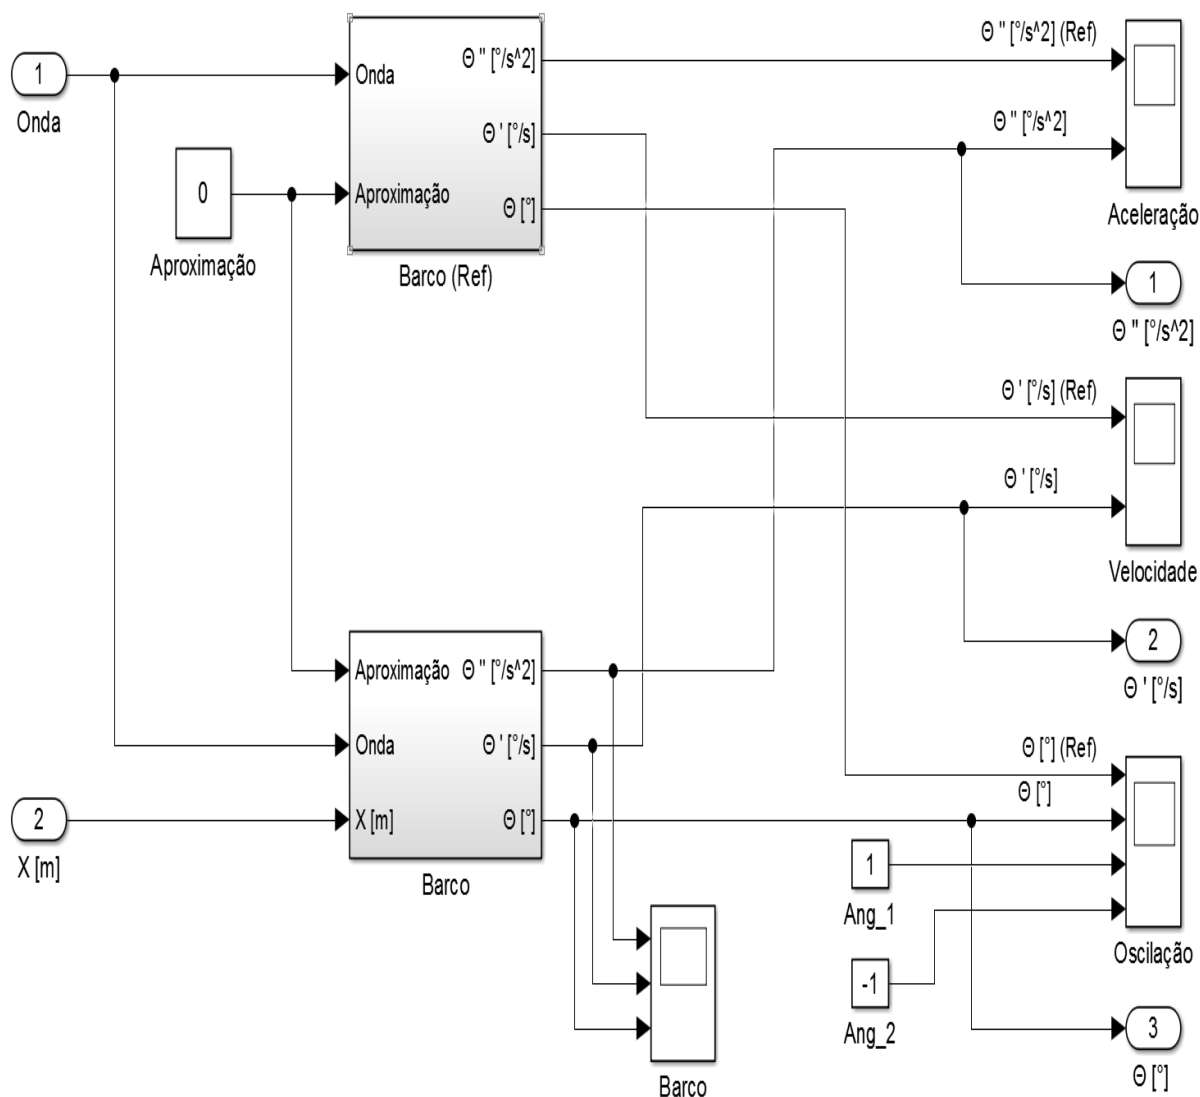 1
Onda
0
Aproximação
Onda
Aproximação
Θ '' [°/s^2]
Θ ' [°/s]
Θ [°]
Barco (Ref)
Θ '' [°/s^2] (Ref)
Θ '' [°/s^2]
Aceleração
1
Θ '' [°/s^2]
Θ ' [°/s] (Ref)
Θ ' [°/s]
Velocidade
2
Θ ' [°/s]
2
X [m]
Aproximação
Onda
X [m]
Θ '' [°/s^2]
Θ ' [°/s]
Θ [°]
Barco
Θ [°] (Ref)
Θ [°]
1
Ang_1
-1
Ang_2
Oscilação
3
Θ [°]
Barco